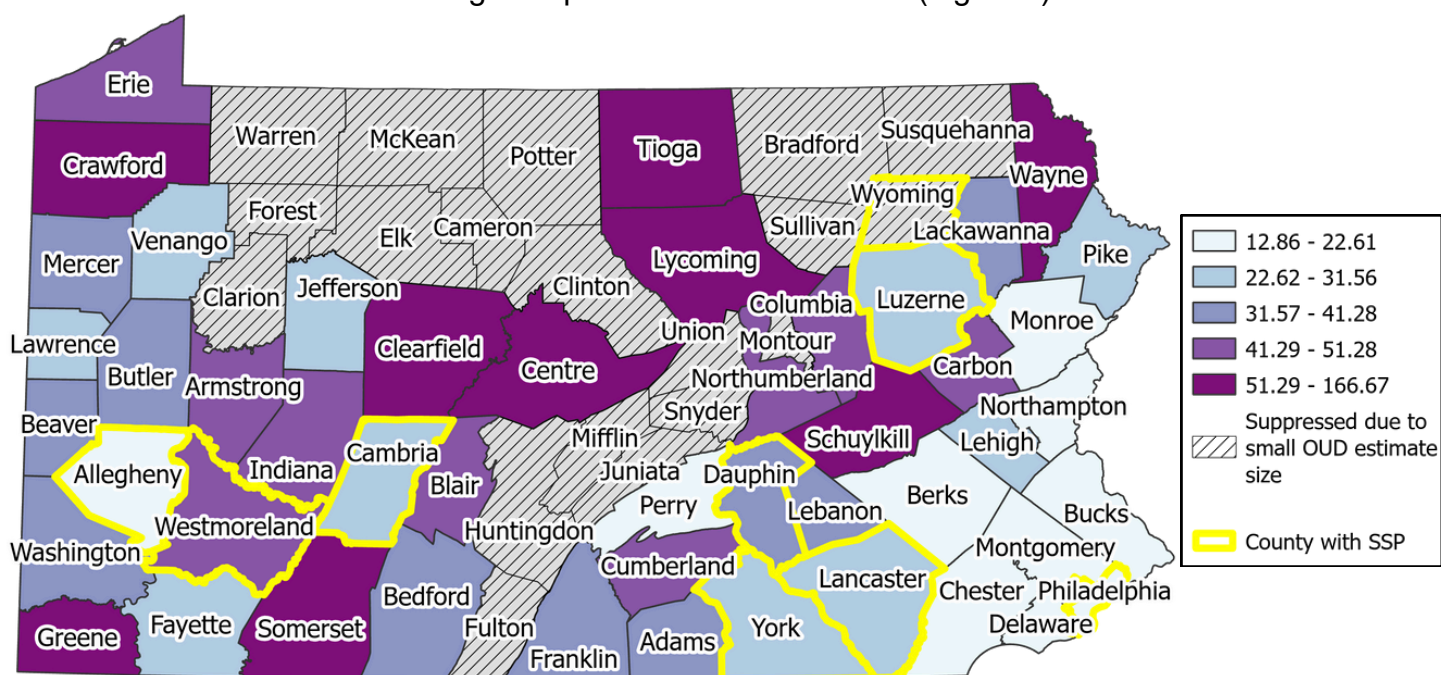 Erie
Warren
McKean
Potter
Tioga
Bradford
Susquehanna
Crawford
Wayne
Forest
Wyoming
Venango
Elk
Cameron
Sullivan
Lackawanna
Mercer
Lycoming
Pike
Clarion
Jefferson
Clinton
Columbia
Luzerne
Union
Montour
Monroe
Lawrence
Clearfield
Centre
Butler
Armstrong
Carbon
Northumberland
Northampton
Beaver
Snyder
Mifflin
Schuylkill
Lehigh
Allegheny
Indiana
Cambria
Juniata
Dauphin
Blair
Perry
Berks
Lebanon
Bucks
Westmoreland
Huntingdon
Washington
Montgomery
Cumberland
Lancaster
Chester
Philadelphia
Bedford
Greene
Fayette
Somerset
Fulton
York
Delaware
Adams
Franklin
12.86 - 22.61
22.62 - 31.56
31.57 - 41.28
41.29 - 51.28
51.29 - 166.67
Suppressed due to
small OUD estimate
size
County with SSP